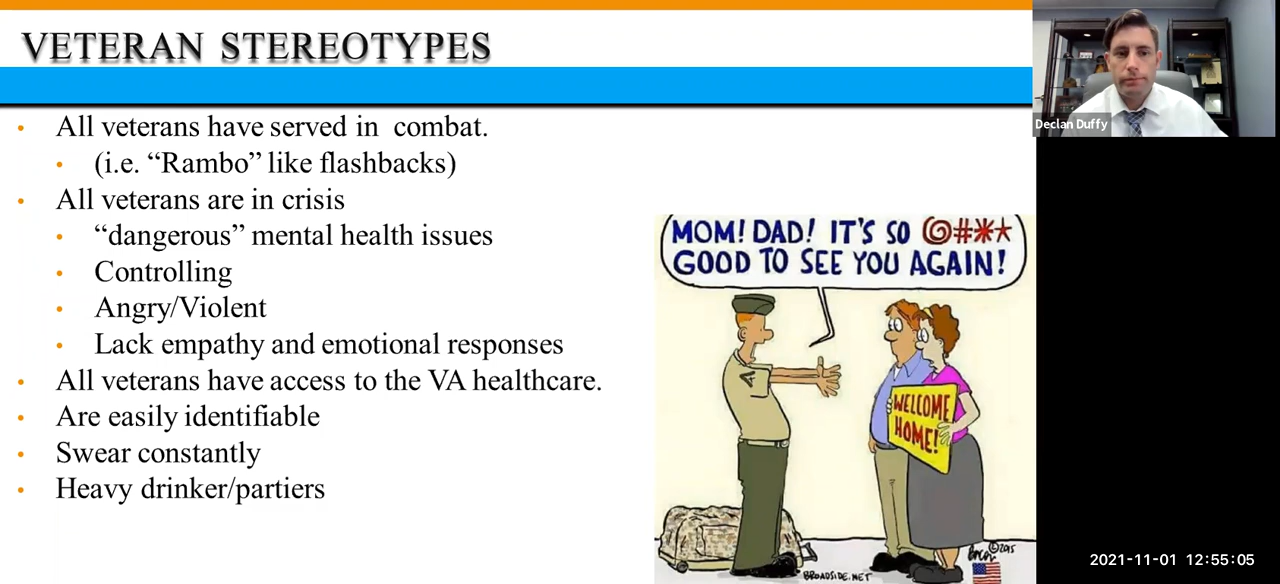 VETERAN STEREOTYPES
All veterans have served in combat.
(i.e. “Rambo” like flashbacks)
All veterans are in crisis
“dangerous” mental health issues
Controlling
Angry/Violent
Lack empathy and emotional responses
All veterans have access to the VA healthcare.
Are easily identifiable
Swear constantly
Heavy drinker/partiers
MOM! DAD! IT'S SO @#**
GOOD TO SEE YOU AGAIN!
WELCOME
HOME!
©2015
BROADSIDE.NET
Declan Duffy
2021-11-01 12:55:05